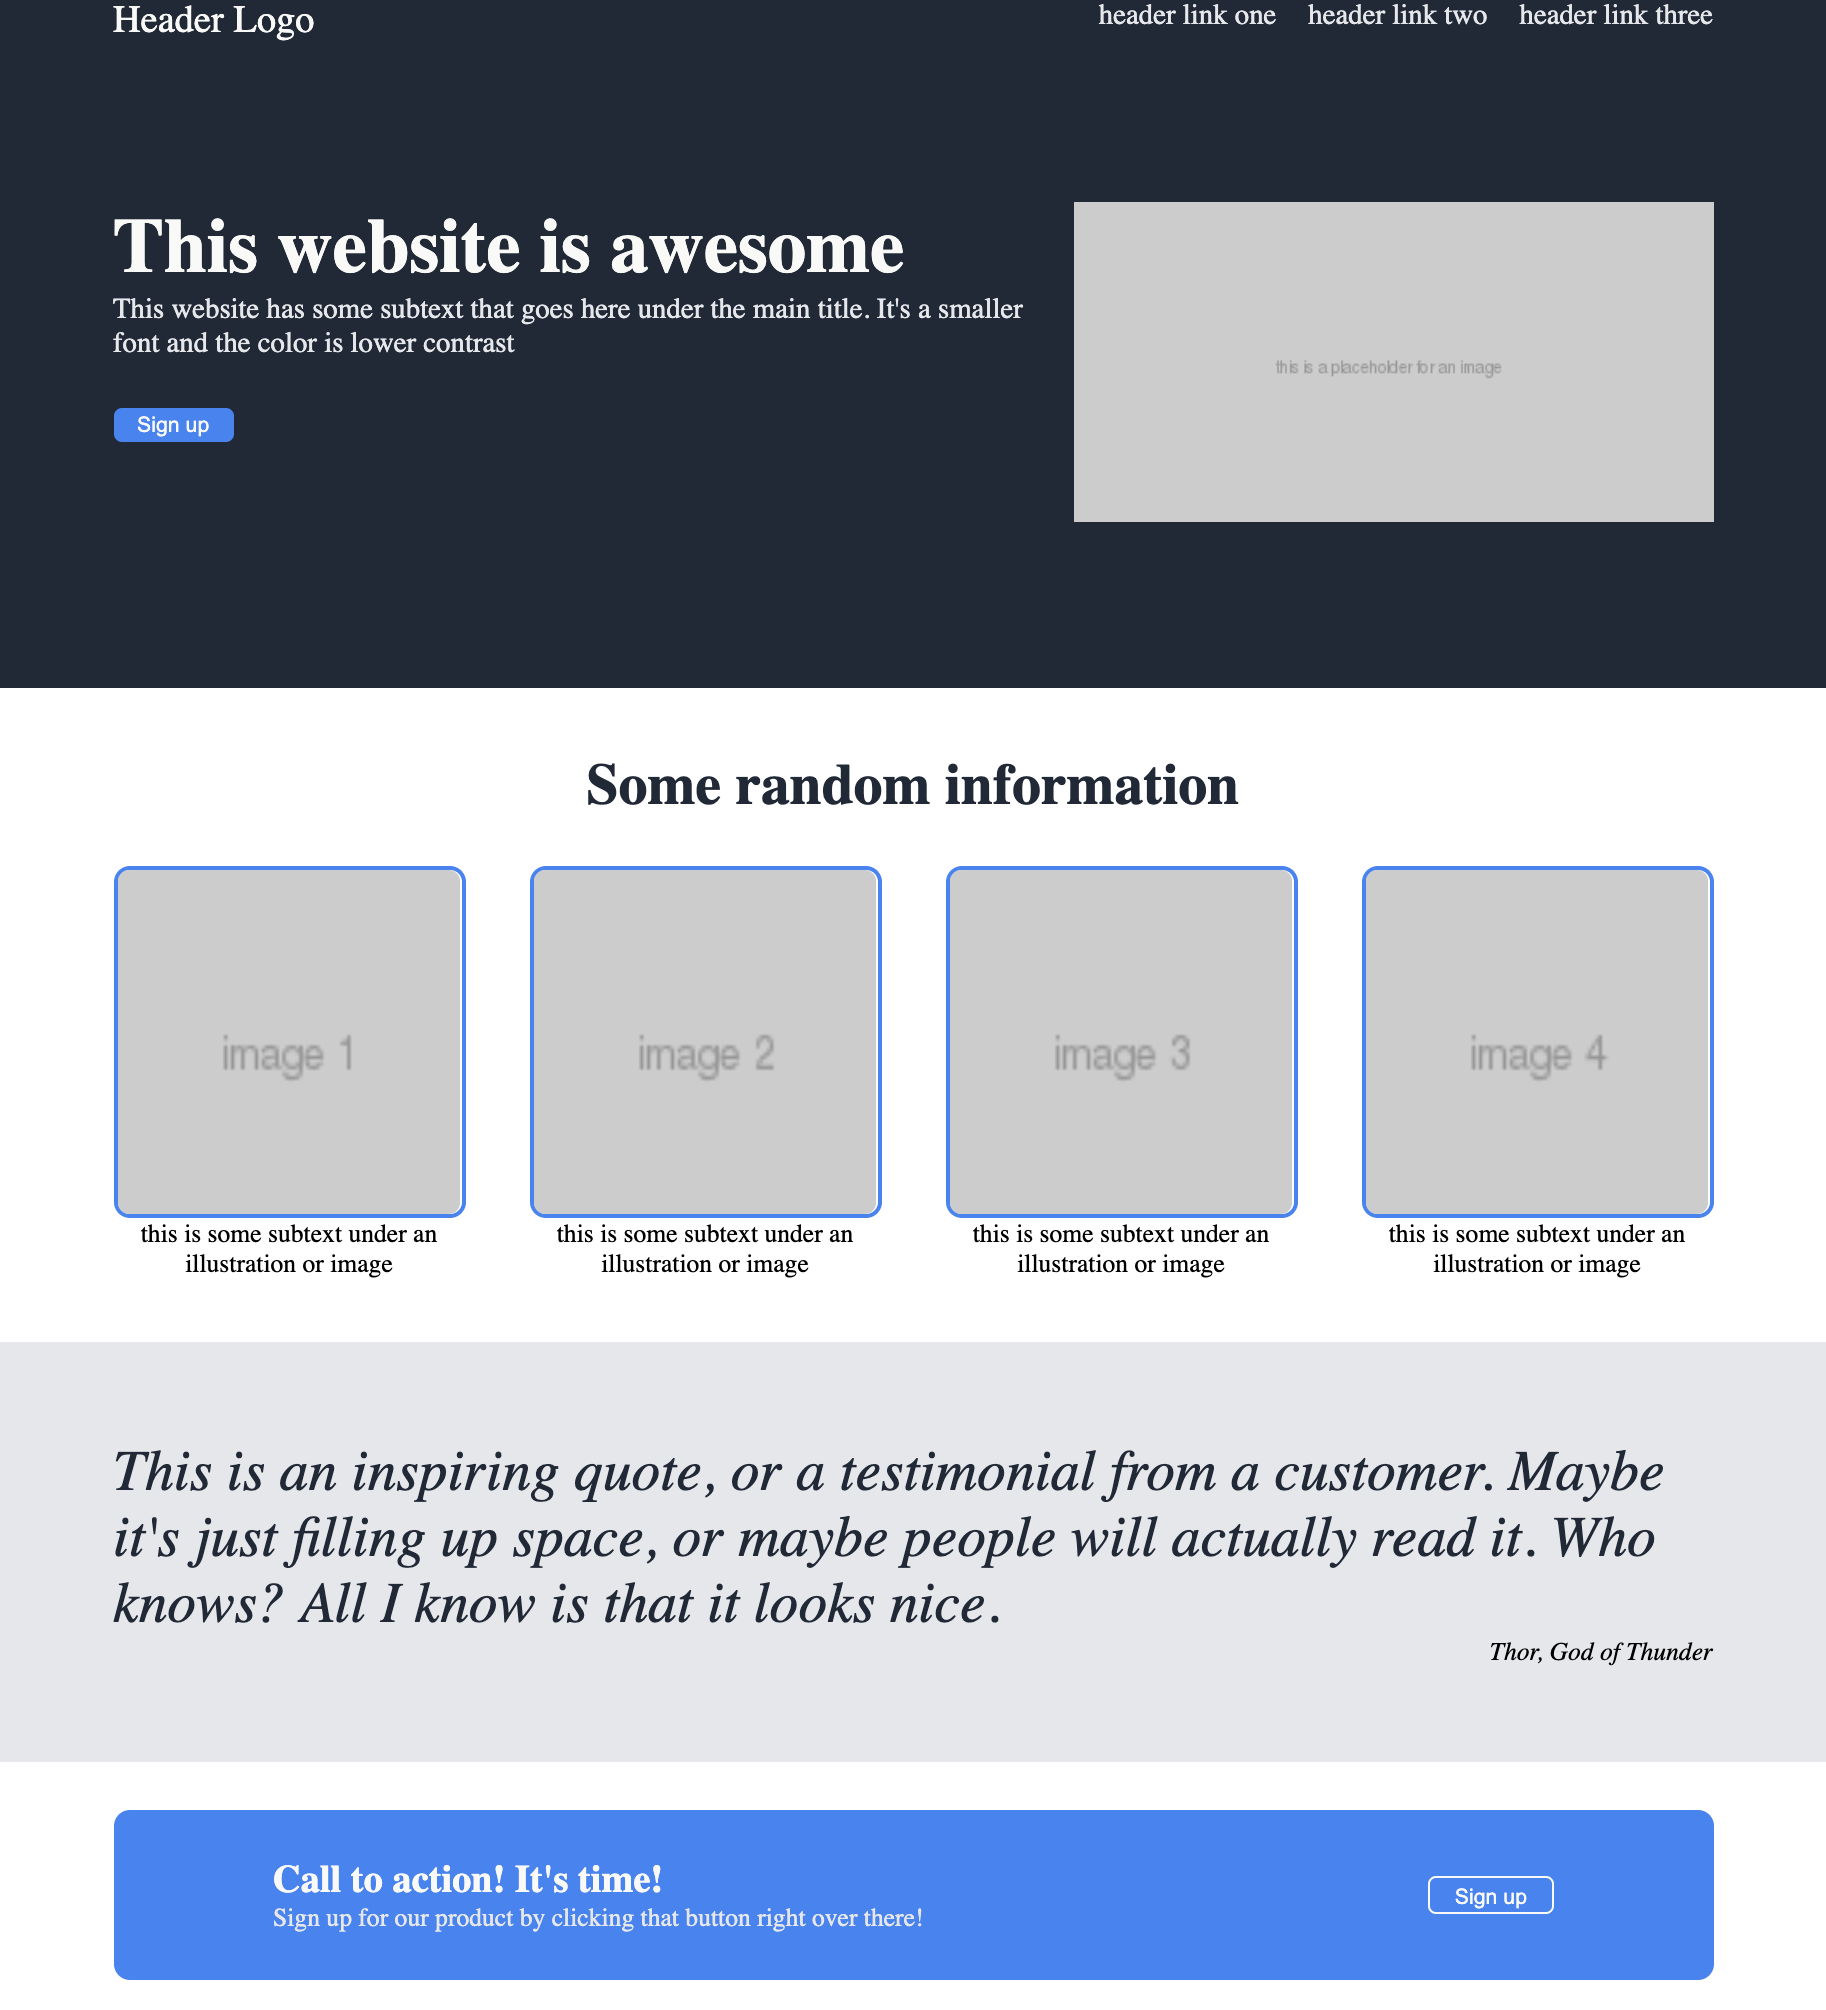 Header Logo
header link one header link two header link three
This website is awesome
This website has some subtext that goes here under the main title. It's a smaller
font and the color is lower contrast
this is a placeholder for an image
Sign up
Some random information
image 1
image 2
image 3
image 4
this is some subtext under an
illustration or image
this is some subtext under an
illustration or image
this is some subtext under an
illustration or image
this is some subtext under an
illustration or image
This is an inspiring quote, or a testimonial from a customer. Maybe
it's just filling up space, or maybe people will actually read it. Who
knows? All I know is that it looks nice.
Thor, God of Thunder
Call to action! It's time!
Sign up for our product by clicking that button right over there!
Sign up